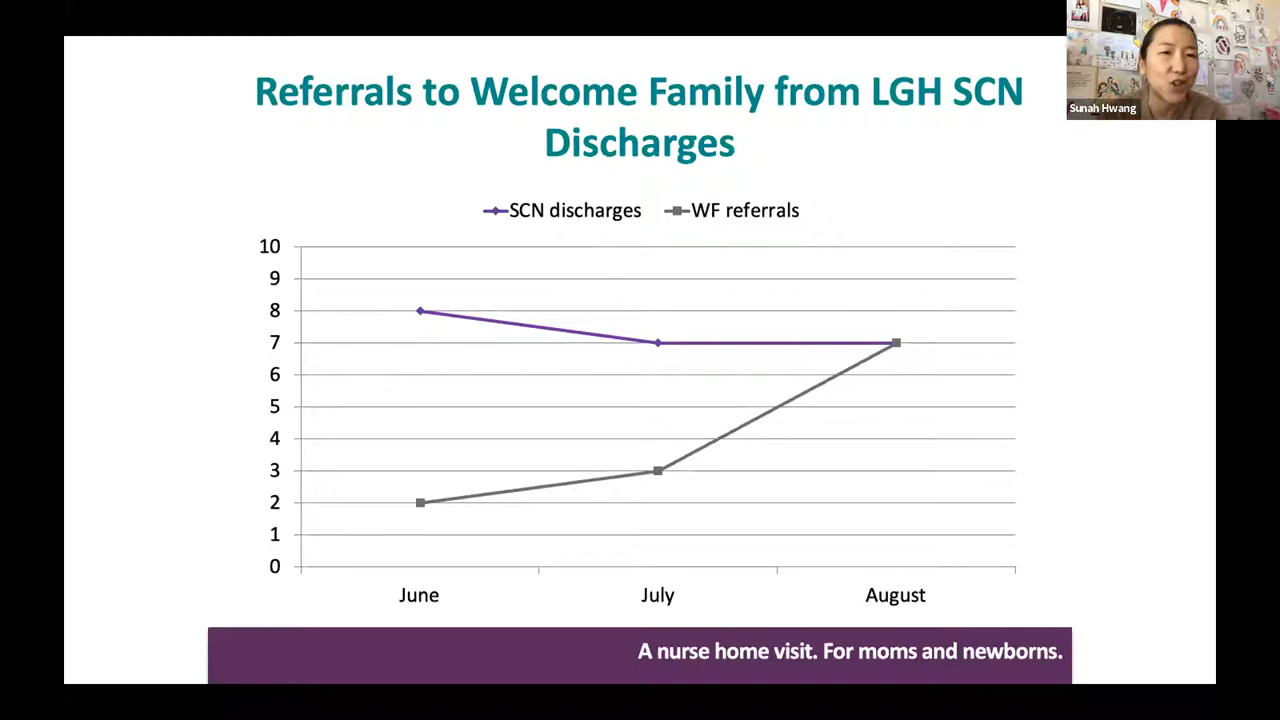 Referrals to Welcome Family from LGH SCN
Discharges
Sunah Hwang
SCN discharges WF referrals
10
9
8
7
6
5
4
3
2
1
0
June July August
A nurse home visit. For moms and newborns.